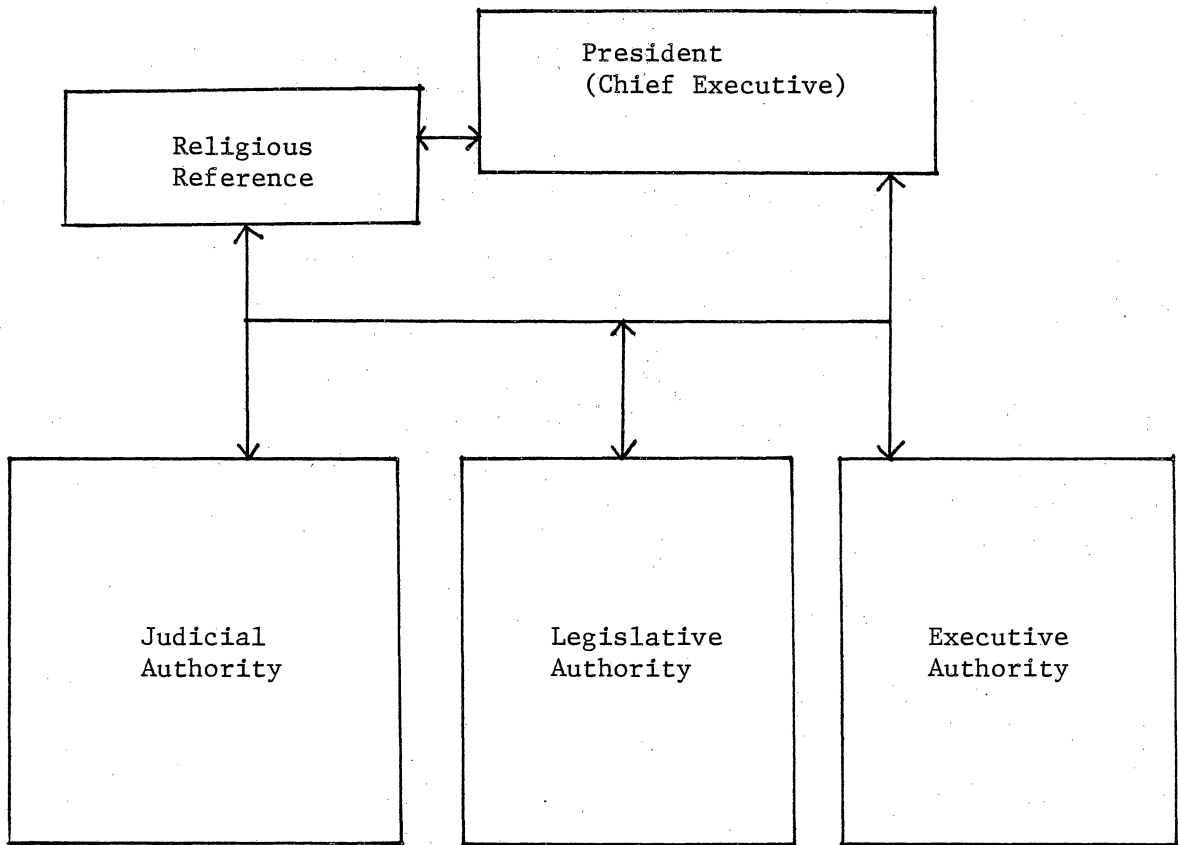 President
(Chief Executive)
Religious
Reference
Judicial
Authority
Legislative
Authority
Executive
Authority